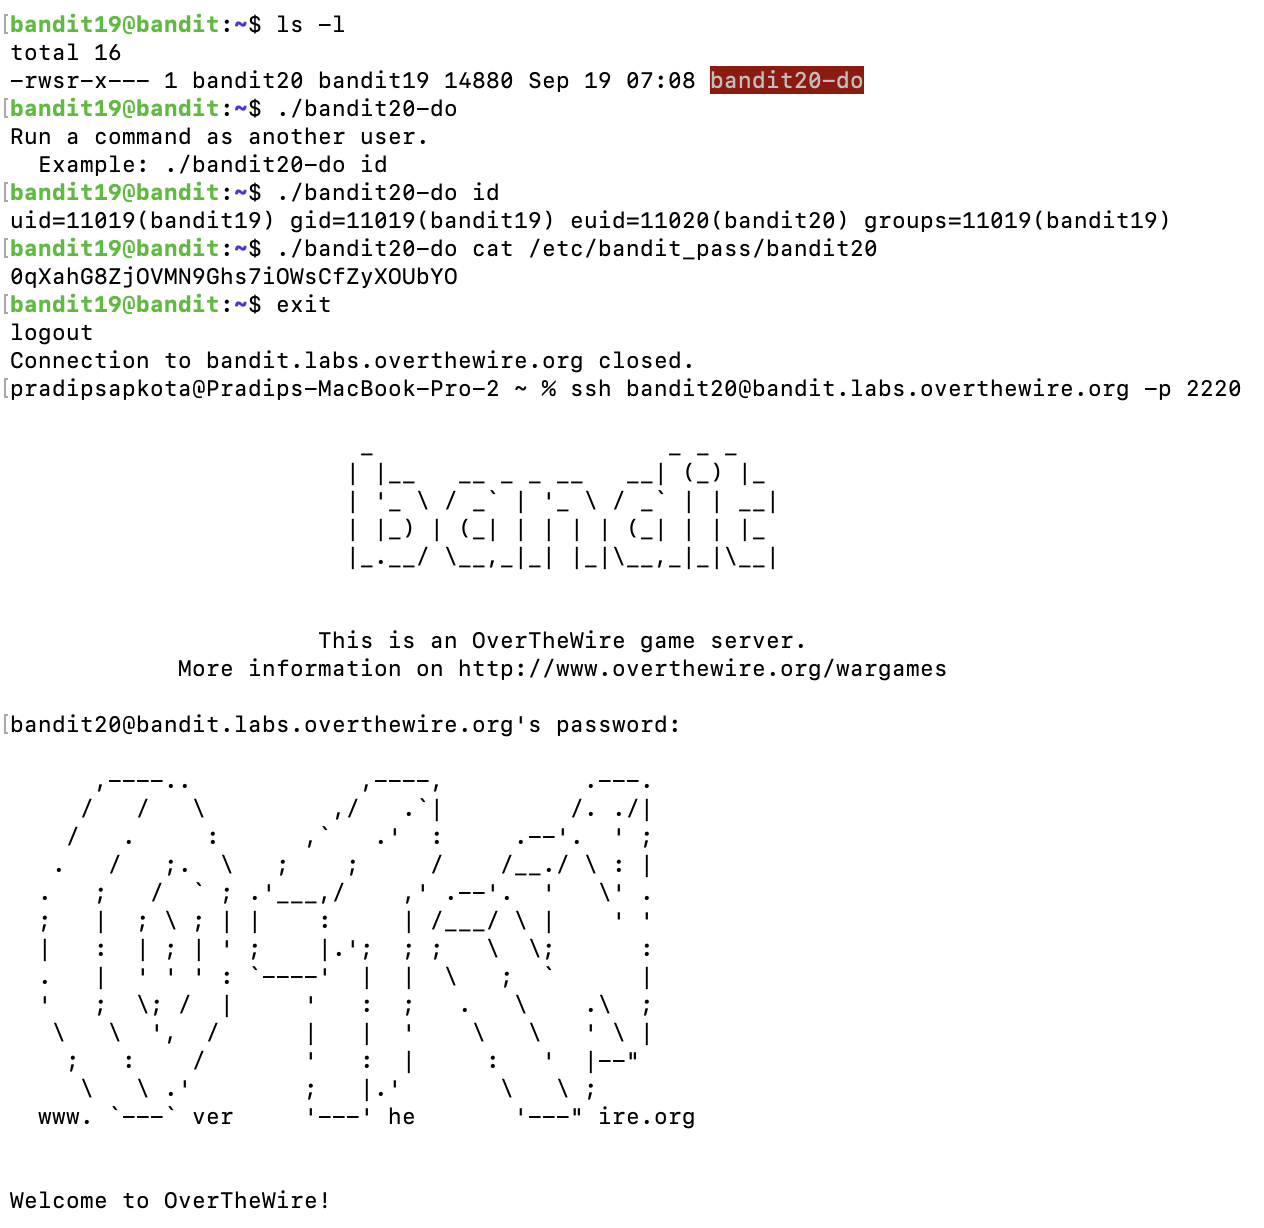 bandit19@bandit:~$ ls -l
total 16
-rwsr-x--- 1 bandit20 bandit19 14880 Sep 19 07:08 bandit20-do
bandit19@bandit:~$ ./bandit20-do
Run a command as another user.
  Example: ./bandit20-do id
bandit19@bandit:~$ ./bandit20-do id
uid=11019(bandit19) gid=11019(bandit19) euid=11020(bandit20) groups=11019(bandit19)
bandit19@bandit:~$ ./bandit20-do cat /etc/bandit_pass/bandit20
0qXahG8ZjOVMN9Ghs7iOWsCfZyXOUbYO
bandit19@bandit:~$ exit
logout
Connection to bandit.labs.overthewire.org closed.
pradipsapkota@Pradips-MacBook-Pro-2 ~ % ssh bandit20@bandit.labs.overthewire.org -p 2220
bandit
This is an OverTheWire game server.
More information on http://www.overthewire.org/wargames
bandit20@bandit.labs.overthewire.org's password:
www. ver he ire.org
Welcome to OverTheWire!